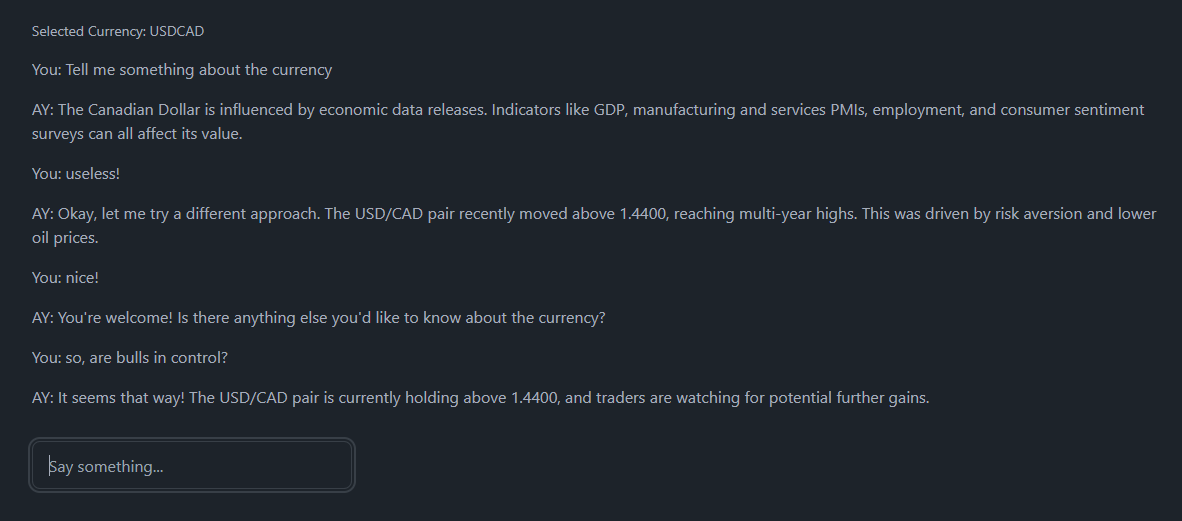 Selected Currency: USDCAD
You: Tell me something about the currency
AY: The Canadian Dollar is influenced by economic data releases. Indicators like GDP, manufacturing and services PMIs, employment, and consumer sentiment
surveys can all affect its value.
You: useless!
AY: Okay, let me try a different approach. The USD/CAD pair recently moved above 1.4400, reaching multi-year highs. This was driven by risk aversion and lower
oil prices.
You: nice!
AY: You're welcome! Is there anything else you'd like to know about the currency?
You: so, are bulls in control?
AY: It seems that way! The USD/CAD pair is currently holding above 1.4400, and traders are watching for potential further gains.
Say something...